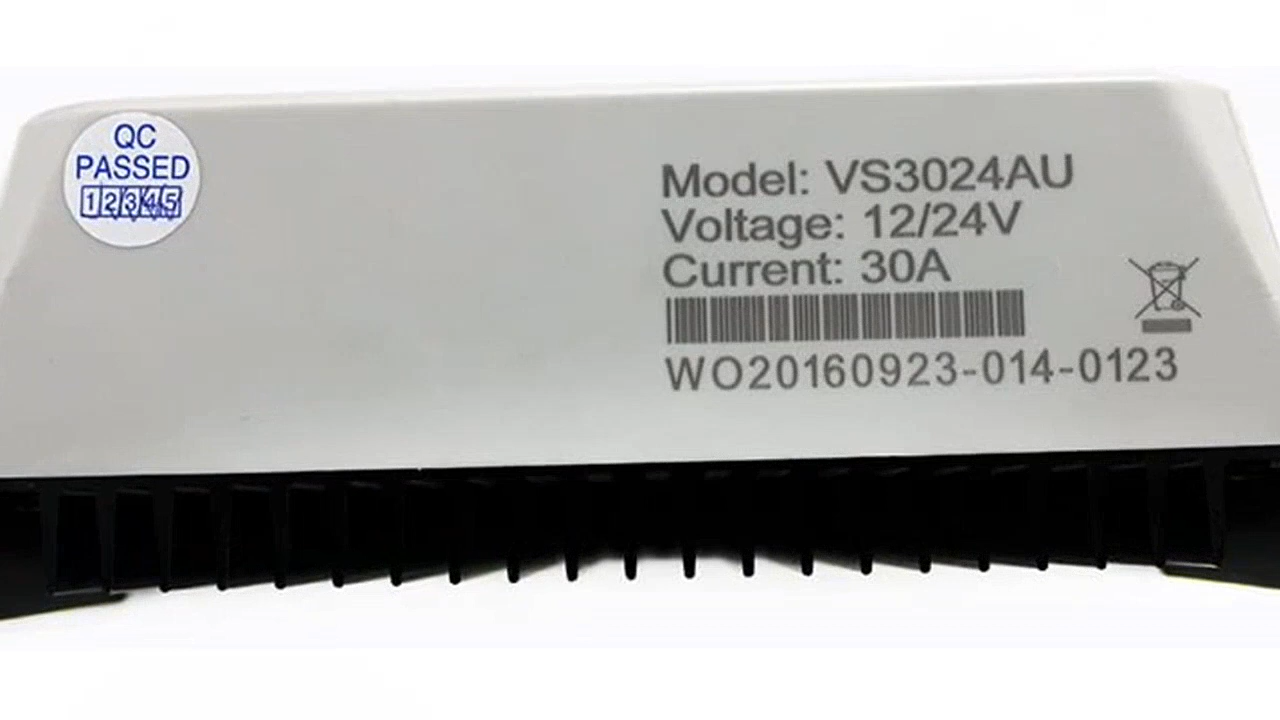 QC
PASSED
12345
Model: VS3024AU
Voltage: 12/24V
Current: 30A
WO20160923-014-0123